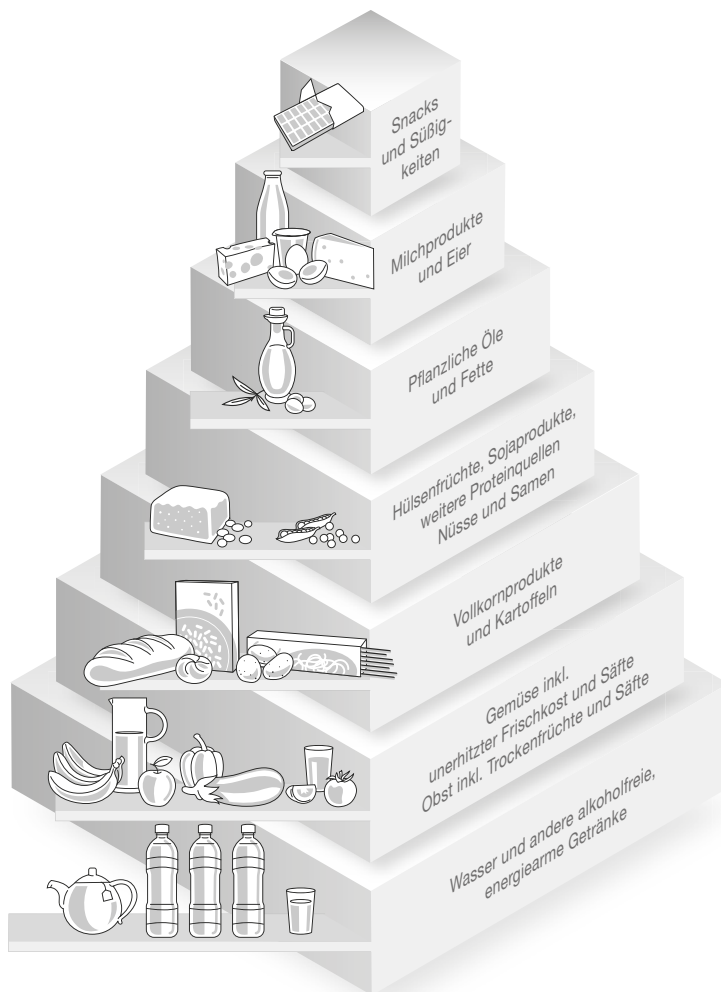 Snacks
und Süßig-
keiten
Milchprodukte
und Eier
Pflanzliche Öle
und Fette
Hülsenfrüchte, Sojaprodukte,
weitere Proteinquellen
Nüsse und Samen
Vollkornprodukte
und Kartoffeln
Gemüse inkl.
unerhitzter Frischkost und Säfte
Obst inkl. Trockenfrüchte und Säfte
Wasser und andere alkoholfreie,
energiearme Getränke